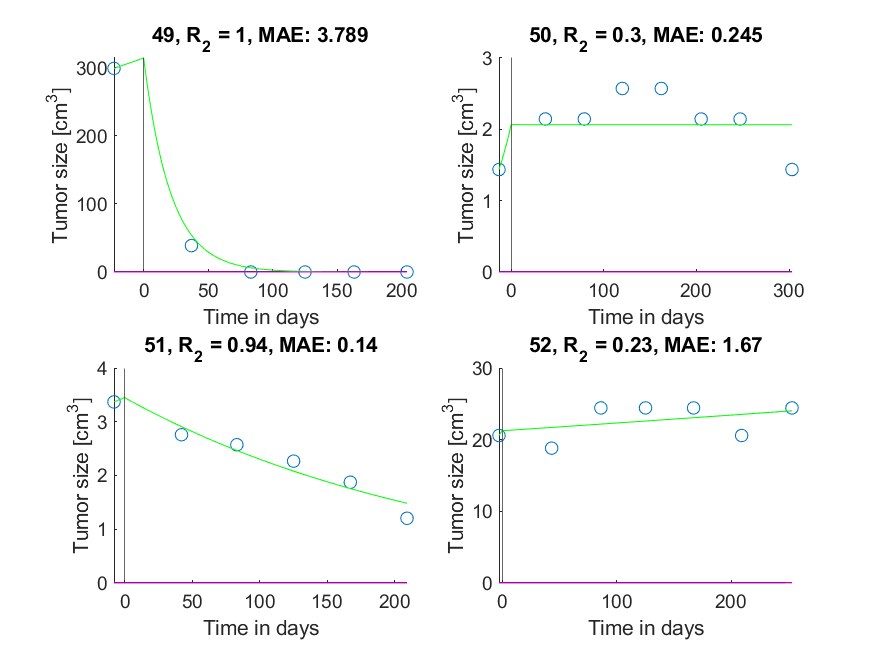 49, R2 = 1, MAE: 3.789
Tumor size [cm3]
300
200
100
0
0 50 100 150 200
Time in days
50, R2 = 0.3, MAE: 0.245
Tumor size [cm3]
3
2
1
0
0 100 200 300
Time in days
51, R2 = 0.94, MAE: 0.14
Tumor size [cm3]
4
3
2
1
0
0 50 100 150 200
Time in days
52, R2 = 0.23, MAE: 1.67
Tumor size [cm3]
30
20
10
0
0 100 200
Time in days